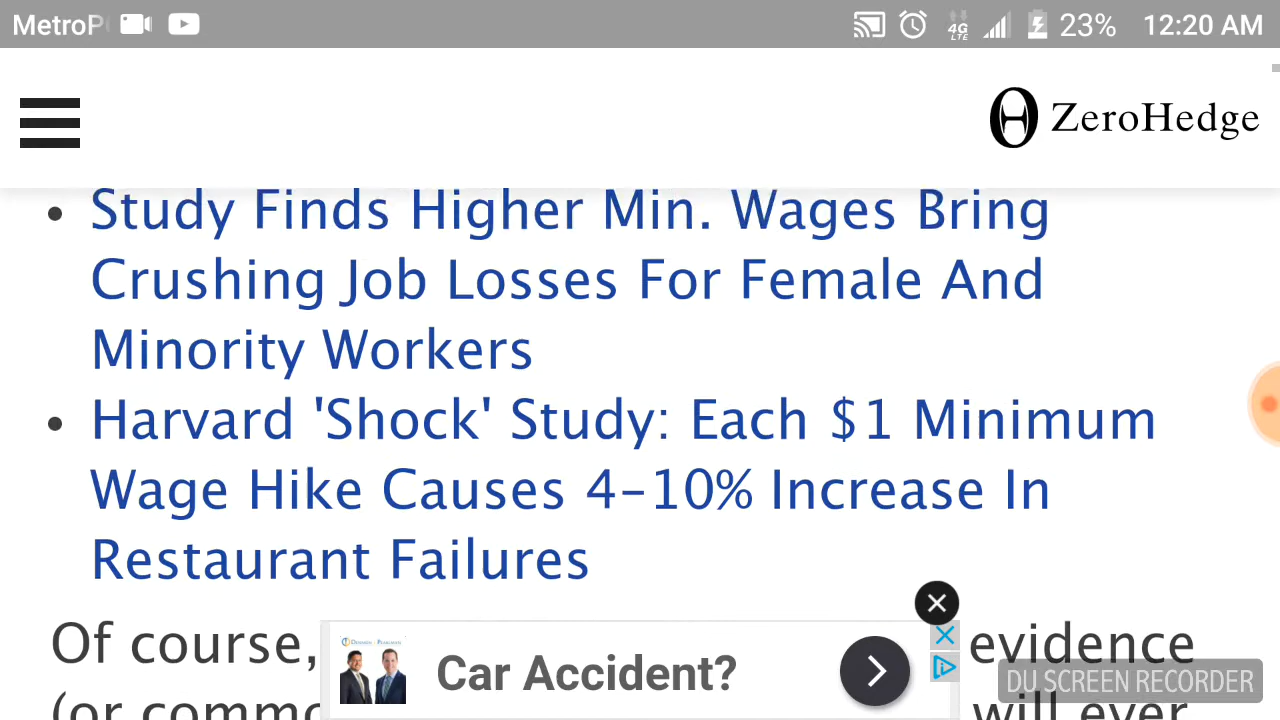 MetroP
4G
LTE
23%
12:20 AM
ZeroHedge
Study Finds Higher Min. Wages Bring
Crushing Job Losses For Female And
Minority Workers
Harvard 'Shock' Study: Each $1 Minimum
Wage Hike Causes 4-10% Increase In
Restaurant Failures
Of course,
evidence
(or comm
will ever
Car Accident?
DU SCREEN RECORDER